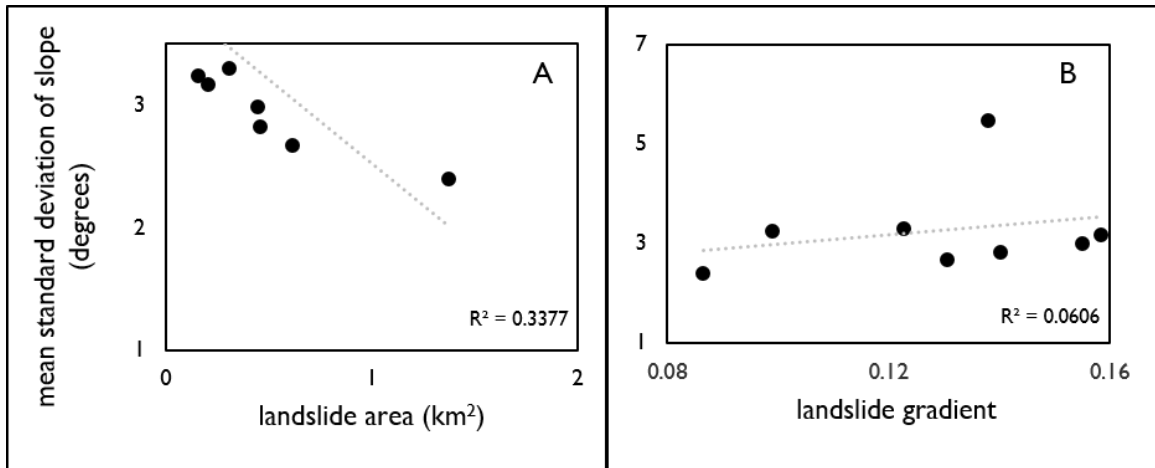 mean standard deviation of slope
(degrees)
A
3
2
1
R² = 0.3377
0
1
2
landslide area (km²)
7
B
5
3
1
R² = 0.0606
0.08
0.12
0.16
landslide gradient